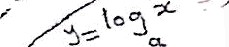 y = log_a x